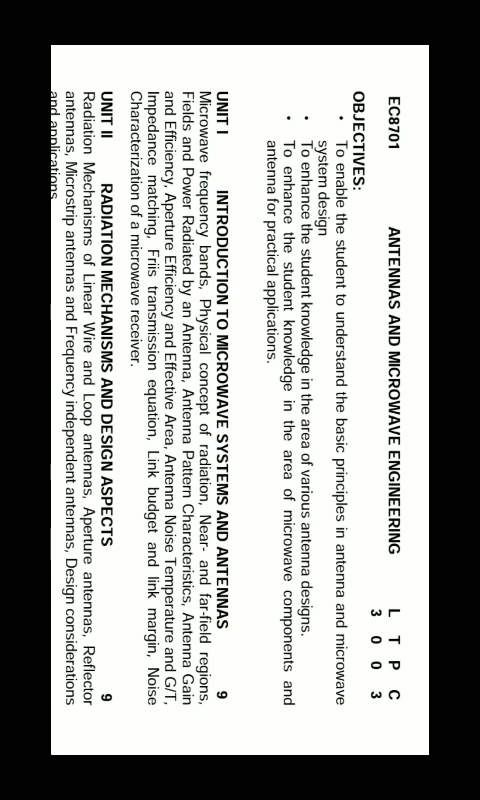 EC8701 ANTENNAS AND MICROWAVE ENGINEERING L T P C
3 0 0 3
OBJECTIVES:
• To enable the student to understand the basic principles in antenna and microwave
system design
• To enhance the student knowledge in the area of various antenna designs.
• To enhance the student knowledge in the area of microwave components and
antenna for practical applications.
UNIT I INTRODUCTION TO MICROWAVE SYSTEMS AND ANTENNAS 9
Microwave frequency bands, Physical concept of radiation, Near- and far-field regions,
Fields and Power Radiated by an Antenna, Antenna Pattern Characteristics, Antenna Gain
and Efficiency, Aperture Efficiency and Effective Area, Antenna Noise Temperature and G/T,
Impedance matching, Friis transmission equation, Link budget and link margin, Noise
Characterization of a microwave receiver.
UNIT II RADIATION MECHANISMS AND DESIGN ASPECTS 9
Radiation Mechanisms of Linear Wire and Loop antennas, Aperture antennas, Reflector
antennas, Microstrip antennas and Frequency independent antennas, Design considerations
and applications